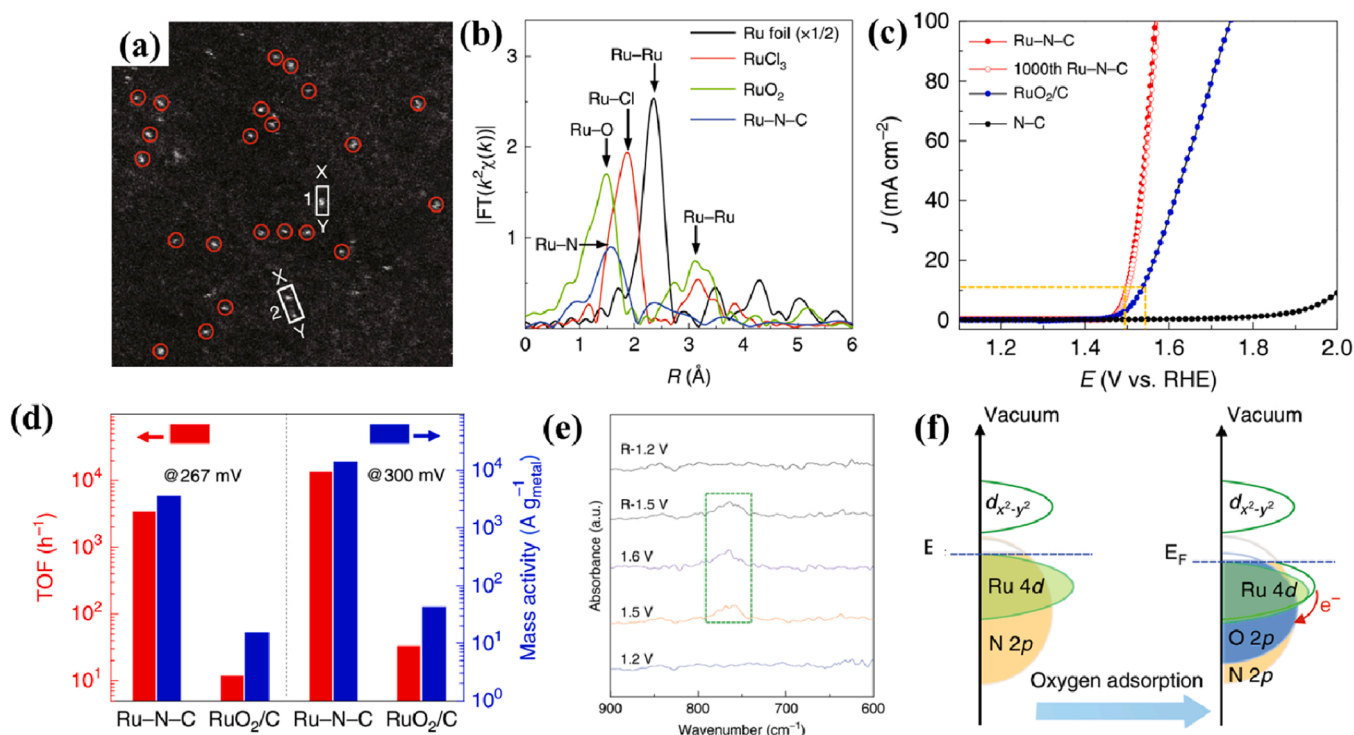 (a)
X
1
Y
X
2
Y
(b)
|FT(k²χ(k))|
3
2
1
0 1 2 3 4 5 6
R (Å)
Ru foil (×1/2)
RuCl₃
RuO₂
Ru–N–C
Ru–Ru
Ru–Cl
Ru–O
Ru–N
Ru–Ru
(c)
J (mA cm⁻²)
100
80
60
40
20
0
1.2 1.4 1.6 1.8 2.0
E (V vs. RHE)
Ru–N–C
1000th Ru–N–C
RuO₂/C
N–C
(d)
TOF (h⁻¹)
10⁴
10³
10²
10¹
@267 mV
@300 mV
10⁴
10³
10²
10¹
10⁰
Mass activity (A g⁻¹metal)
Ru–N–C RuO₂/C Ru–N–C RuO₂/C
(e)
Absorbance (a.u.)
R-1.2 V
R-1.5 V
1.6 V
1.5 V
1.2 V
900 800 700 600
Wavenumber (cm⁻¹)
(f)
Vacuum
dx²-y²
E
Ru 4d
N 2p
Oxygen adsorption
Vacuum
dx²-y²
EF
Ru 4d
e⁻
O 2p
N 2p